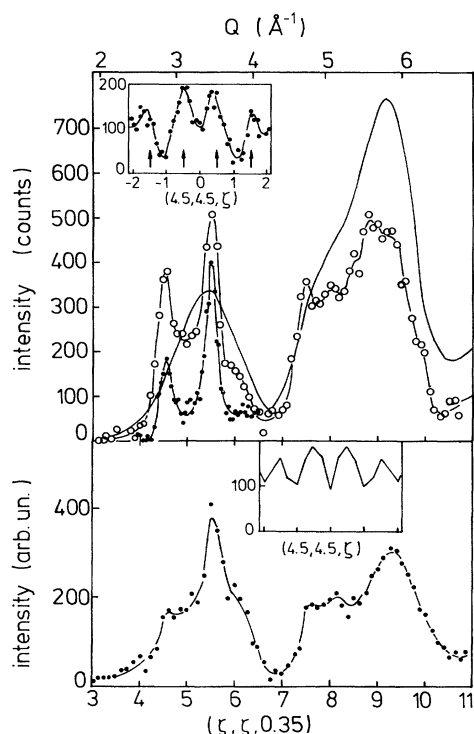 Q (Å⁻¹)
2 3 4 5 6
intensity (counts)
700
600
500
400
300
200
100
0
200
100
0
-2 -1 0 1 2
(4.5,4.5,ζ)
intensity (arb. un.)
400
200
0
100
0
(4.5,4.5,ζ)
3 4 5 6 7 8 9 10 11
(ζ, ζ, 0.35)